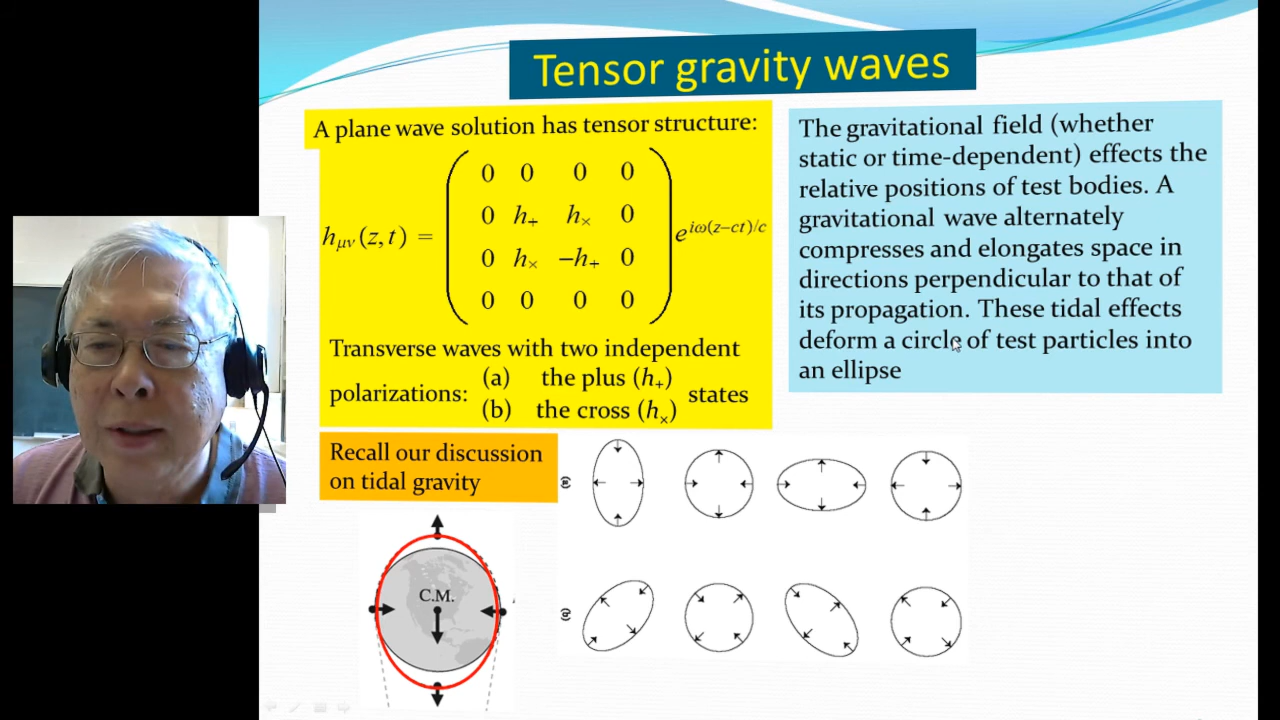 Tensor gravity waves
A plane wave solution has tensor structure:
0 0 0 0
0 h₊ hₓ 0
h_μν(z,t) = e^{iω(z−ct)/c}
0 hₓ −h₊ 0
0 0 0 0
Transverse waves with two independent
polarizations: (a) the plus (h₊) states
(b) the cross (hₓ)
The gravitational field (whether
static or time-dependent) effects the
relative positions of test bodies. A
gravitational wave alternately
compresses and elongates space in
directions perpendicular to that of
its propagation. These tidal effects
deform a circle of test particles into
an ellipse
Recall our discussion
on tidal gravity
(a)
C.M.